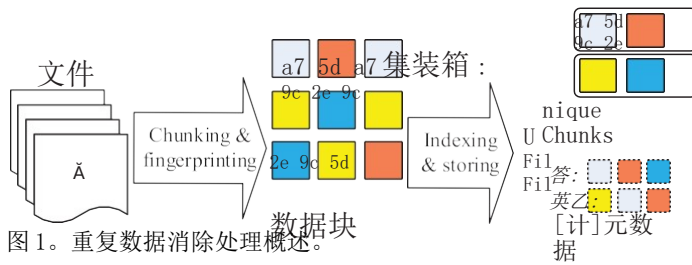 文件
Ă
Chunking &
fingerprinting
a7 5d a7
9c 2e 9c
2e 9c 5d
数据块
集装箱:
Indexing
& storing
a7 5d
9c 2e
nique
U Chunks
Fil
答:
Fil
英乙:
[计]元数
据
图 1。重复数据消除处理概述。